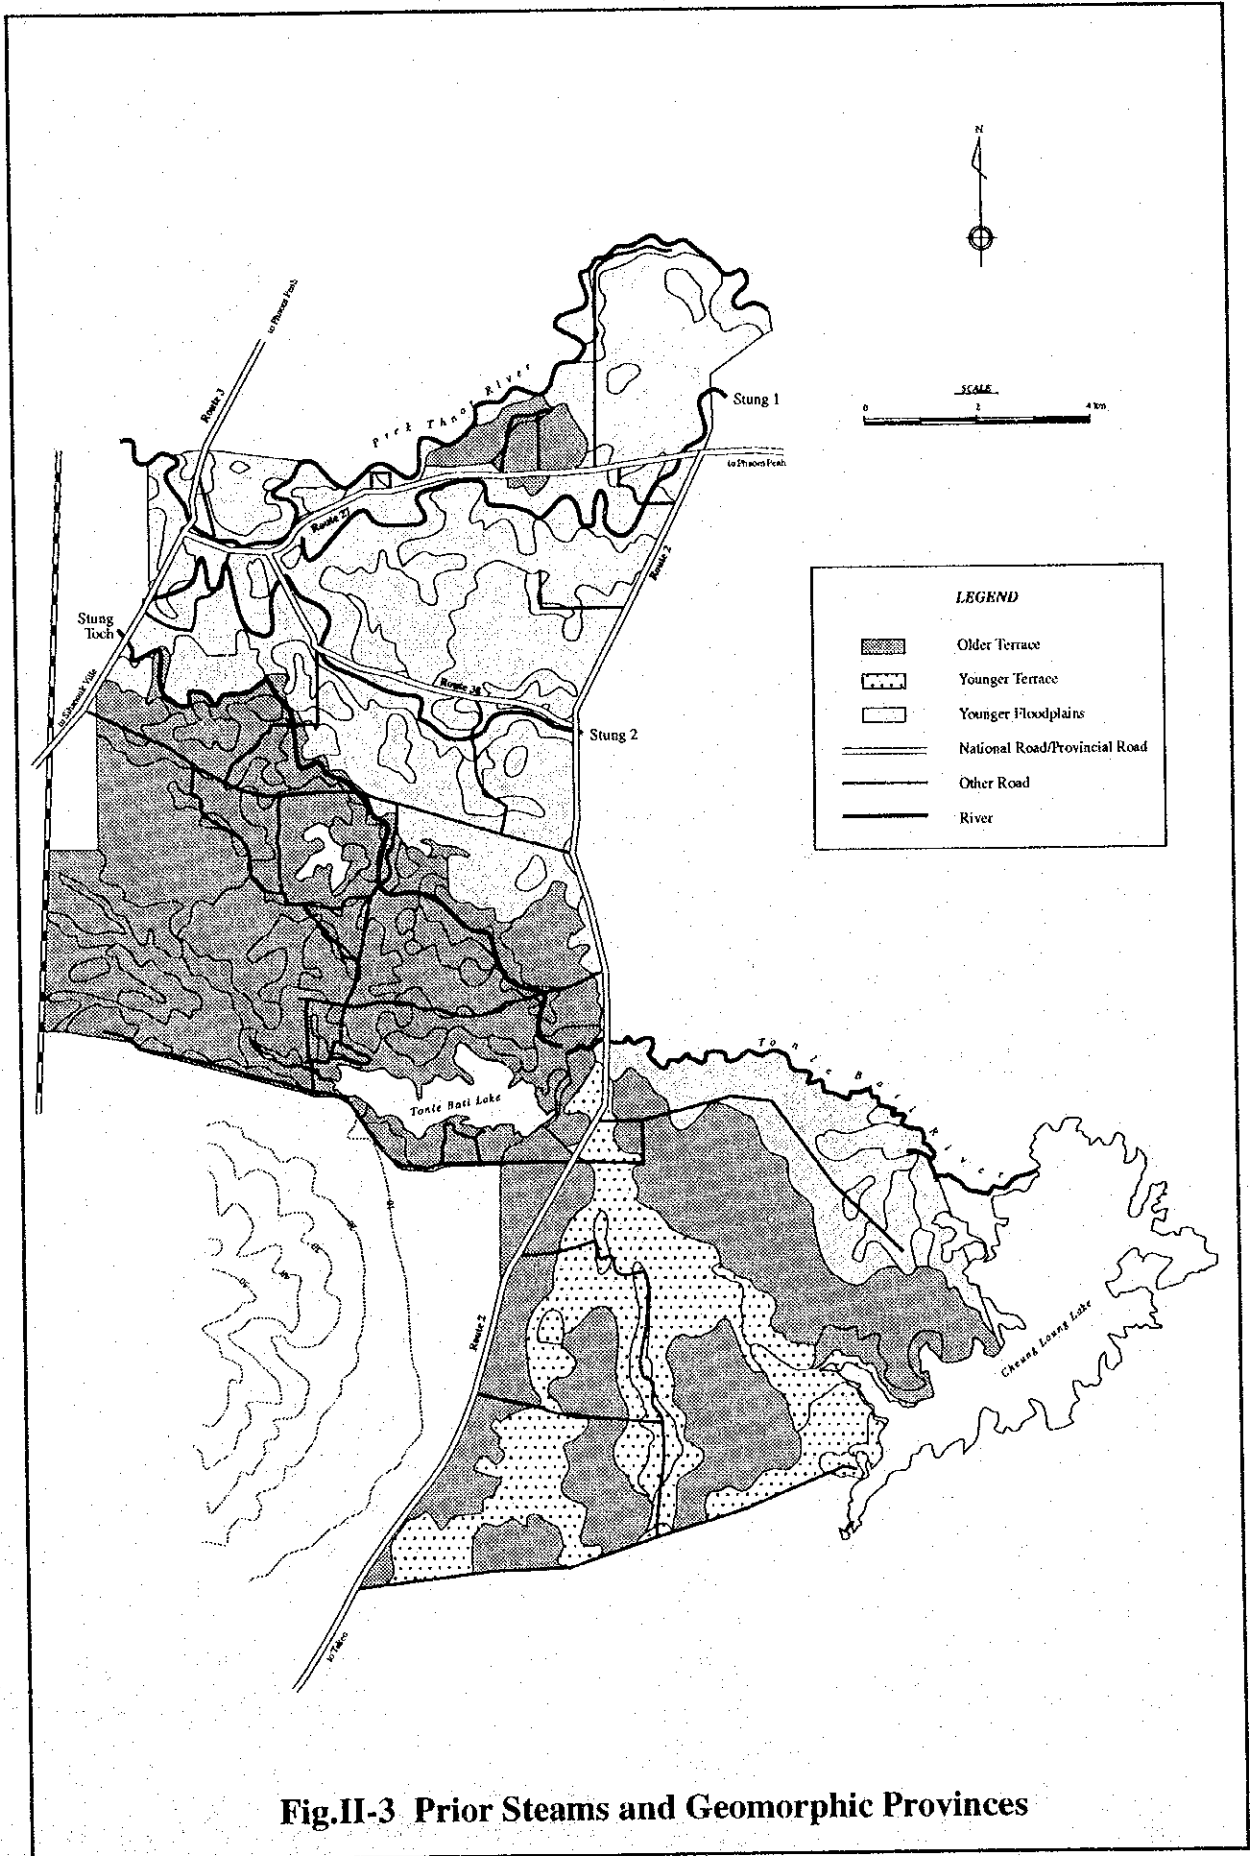 N
to Phnom Penh
Route 3
Prek Thnot River
Stung 1
SCALE
0 2 4 km
to Phnom Penh
Route 27
Route 2
LEGEND
Older Terrace
Younger Terrace
Younger Floodplains
National Road/Provincial Road
Other Road
River
Stung
Toch
to Sihanouk Ville
Stung 2
Tonle Bati River
Tonle Bati Lake
Route 2
Cheung Loung Lake
to Takeo
Fig.II-3 Prior Steams and Geomorphic Provinces